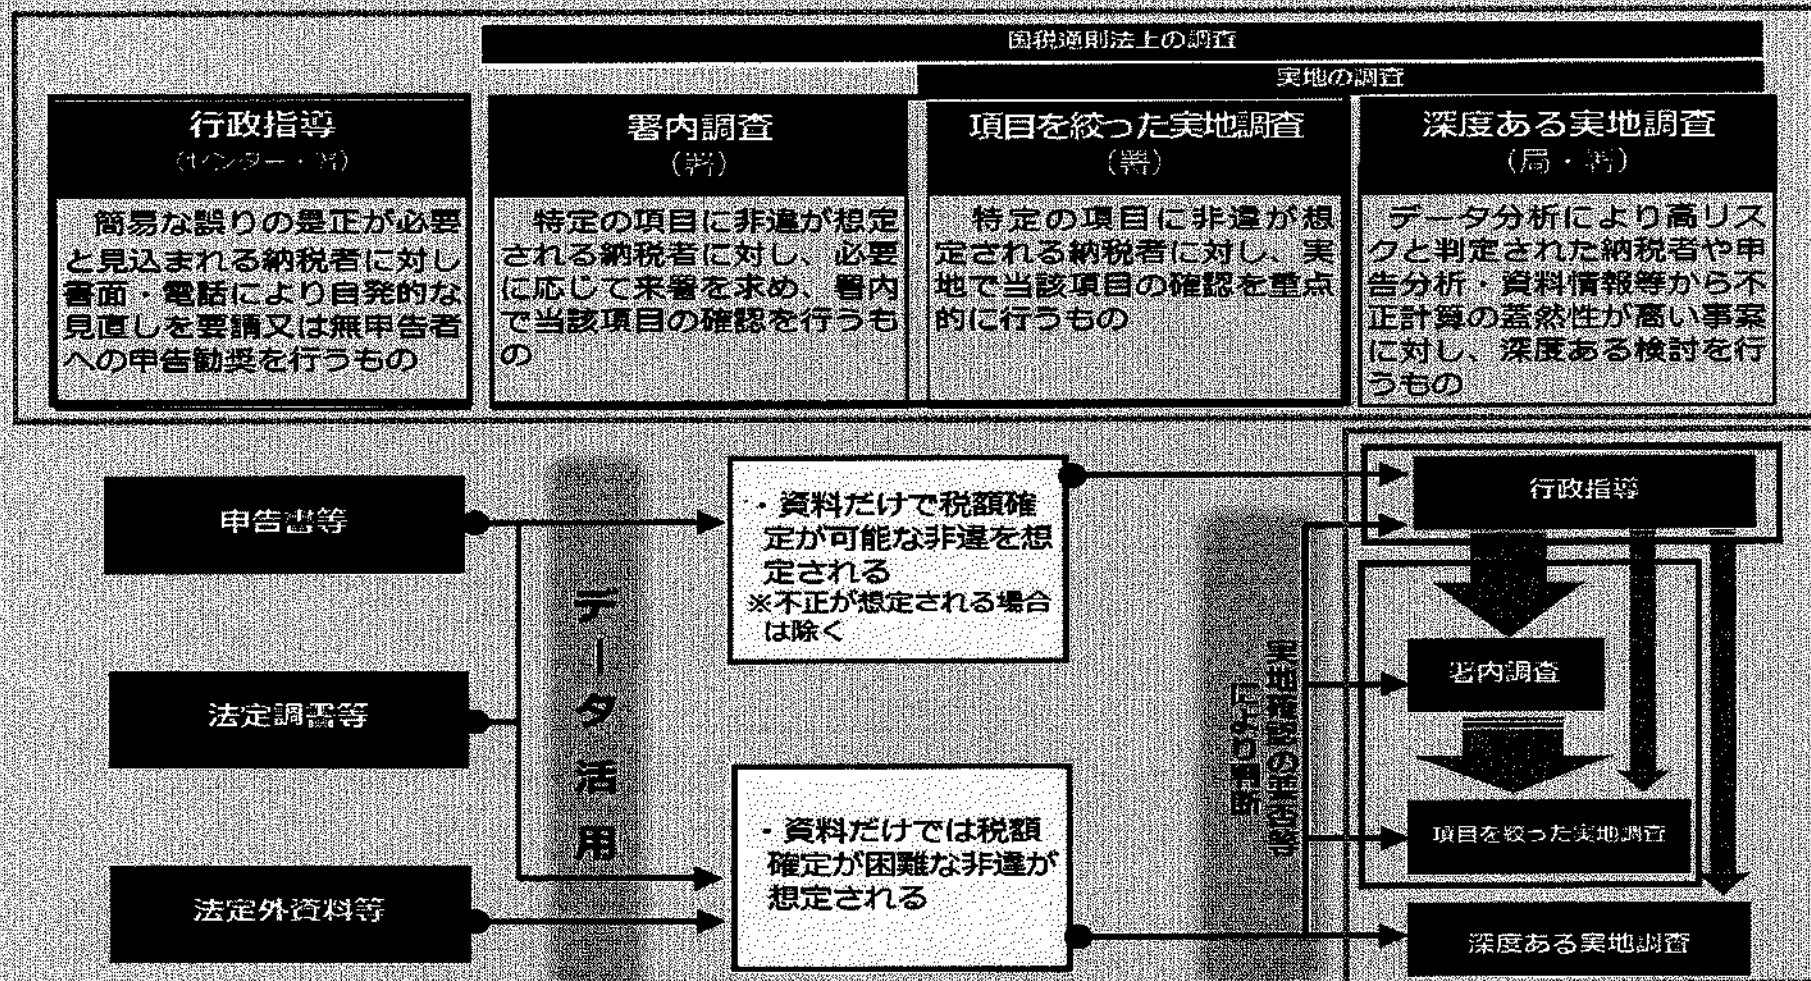 国税通則法上の調査
実地の調査
行政指導
(センター・署)
簡易な誤りの是正が必要
と見込まれる納税者に対し
書面・電話により自発的な
見直しを要請又は無申告者
への申告勧奨を行うもの
署内調査
(署)
特定の項目に非違が想定
される納税者に対し、必要
に応じて来署を求め、署内
で当該項目の確認を行うも
の
項目を絞った実地調査
(署)
特定の項目に非違が想
定される納税者に対し、実
地で当該項目の確認を重点
的に行うもの
深度ある実地調査
(局・署)
データ分析により高リス
クと判定された納税者や申
告分析・資料情報等から不
正計算の蓋然性が高い事案
に対し、深度ある検討を行
うもの
申告書等
法定調書等
法定外資料等
データ活用
・資料だけで税額確
定が可能な非違を想
定される
※不正が想定される場合
は除く
・資料だけでは税額
確定が困難な非違が
想定される
実地確認の要否等
により判断
行政指導
署内調査
項目を絞った実地調査
深度ある実地調査